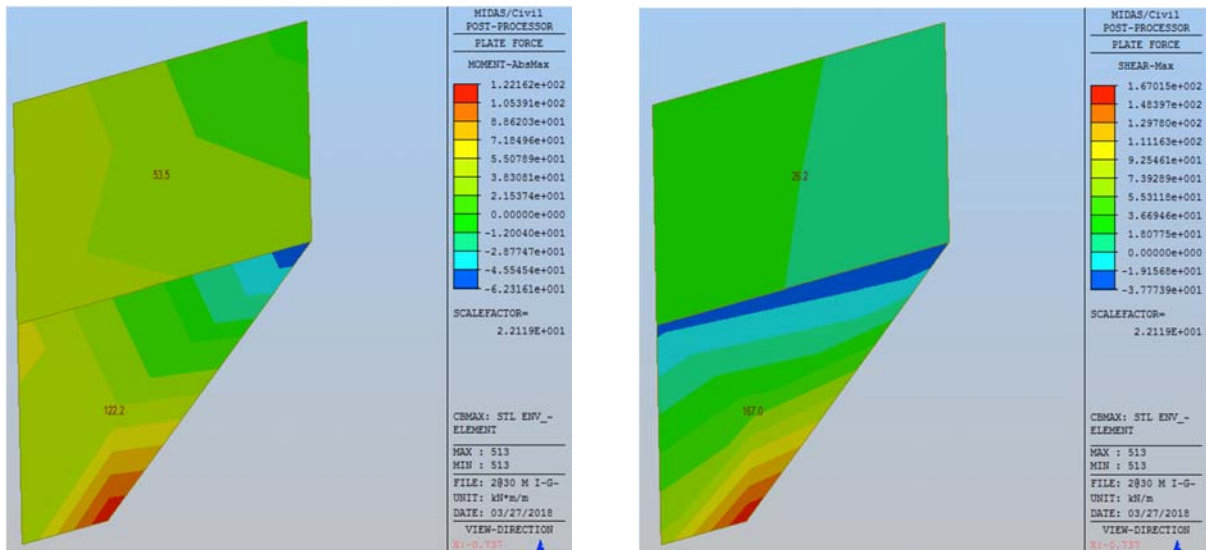 MIDAS/Civil
POST-PROCESSOR
PLATE FORCE
MOMENT-AbsMax
1.22162e+002
1.05391e+002
8.86203e+001
7.18496e+001
5.50789e+001
3.83081e+001
2.15374e+001
0.00000e+000
-1.20040e+001
-2.87747e+001
-4.55454e+001
-6.23161e+001
SCALEFACTOR=
2.2119E+001
CBMAX: STL ENV_~
ELEMENT
MAX : 513
MIN : 513
FILE: 2@30 M I-G~
UNIT: kN*m/m
DATE: 03/27/2018
VIEW-DIRECTION
X:-0.737
53.5
122.2
MIDAS/Civil
POST-PROCESSOR
PLATE FORCE
SHEAR-Max
1.67015e+002
1.48397e+002
1.29780e+002
1.11163e+002
9.25461e+001
7.39289e+001
5.53118e+001
3.66946e+001
1.80775e+001
0.00000e+000
-1.91568e+001
-3.77739e+001
SCALEFACTOR=
2.2119E+001
CBMAX: STL ENV_~
ELEMENT
MAX : 513
MIN : 513
FILE: 2@30 M I-G~
UNIT: kN/m
DATE: 03/27/2018
VIEW-DIRECTION
X:-0.737
26.2
167.0